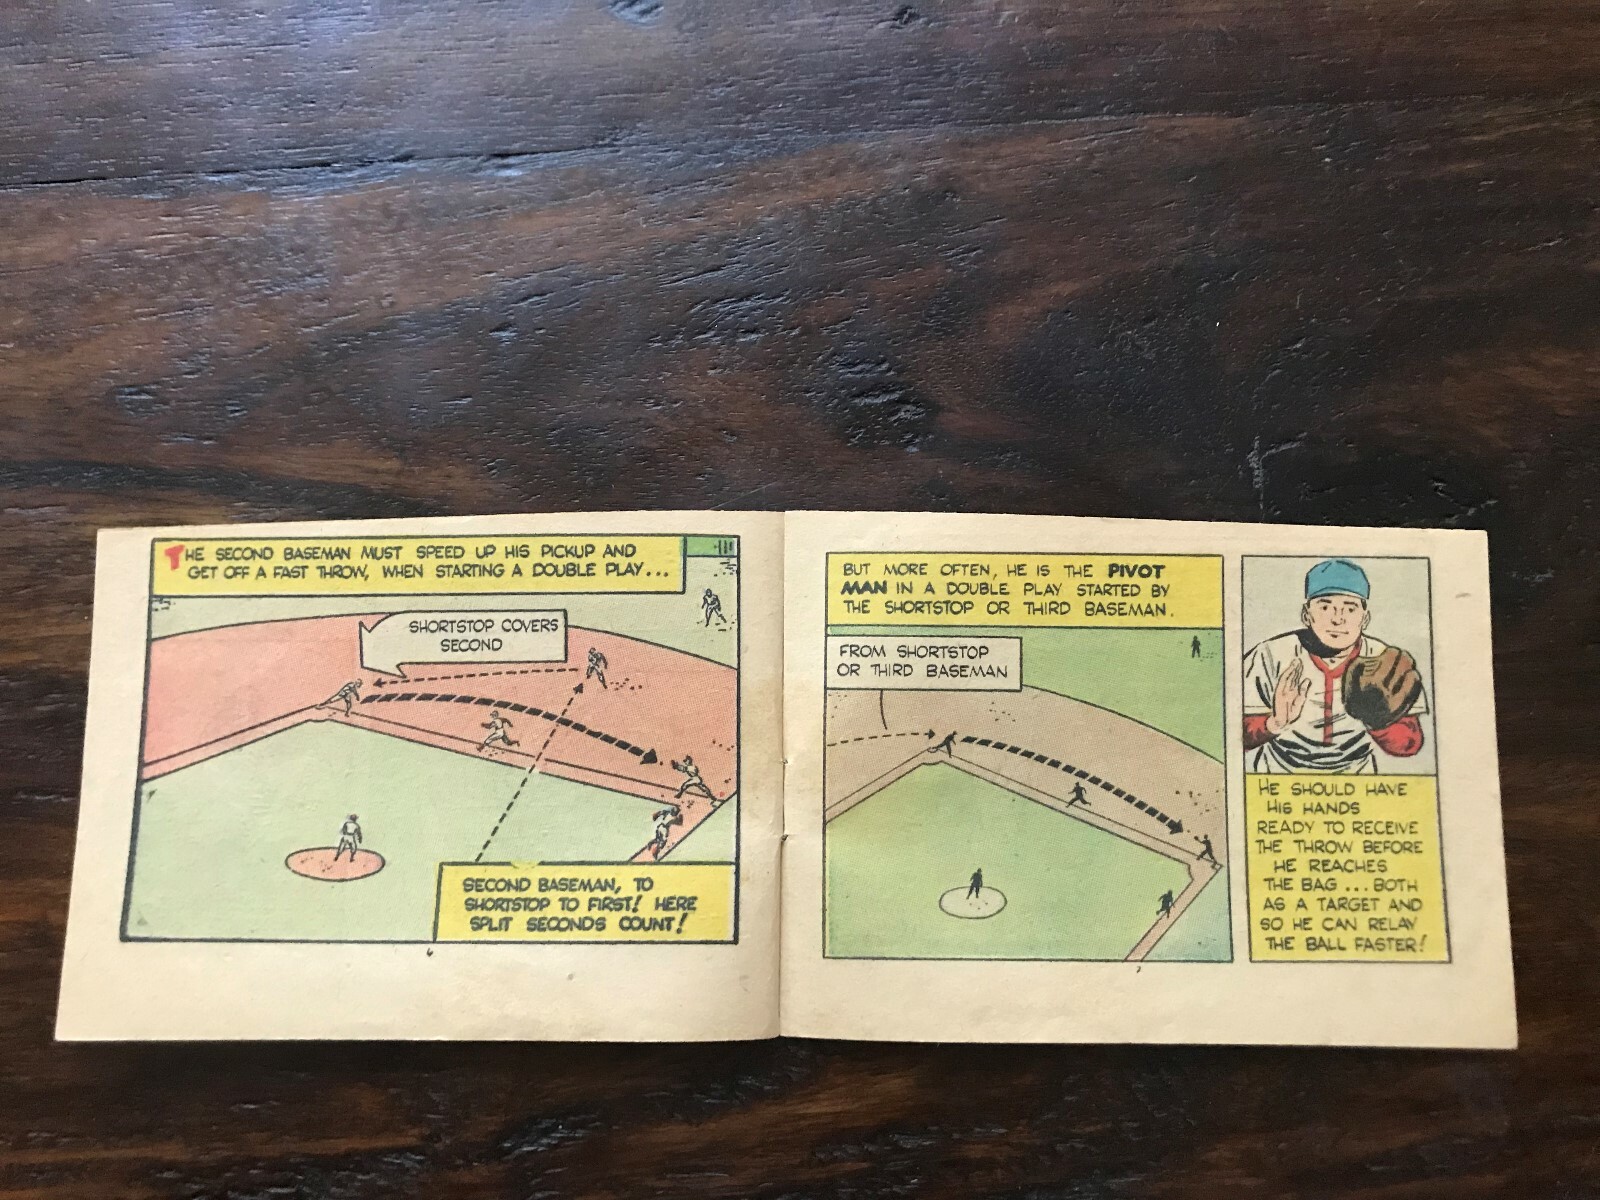 THE SECOND BASEMAN MUST SPEED UP HIS PICKUP AND
GET OFF A FAST THROW, WHEN STARTING A DOUBLE PLAY...
SHORTSTOP COVERS
SECOND
SECOND BASEMAN, TO
SHORTSTOP TO FIRST! HERE
SPLIT SECONDS COUNT!
6
BUT MORE OFTEN, HE IS THE PIVOT
MAN IN A DOUBLE PLAY STARTED BY
THE SHORTSTOP OR THIRD BASEMAN.
FROM SHORTSTOP
OR THIRD BASEMAN
HE SHOULD HAVE
HIS HANDS
READY TO RECEIVE
THE THROW BEFORE
HE REACHES
THE BAG ... BOTH
AS A TARGET AND
SO HE CAN RELAY
THE BALL FASTER!
7